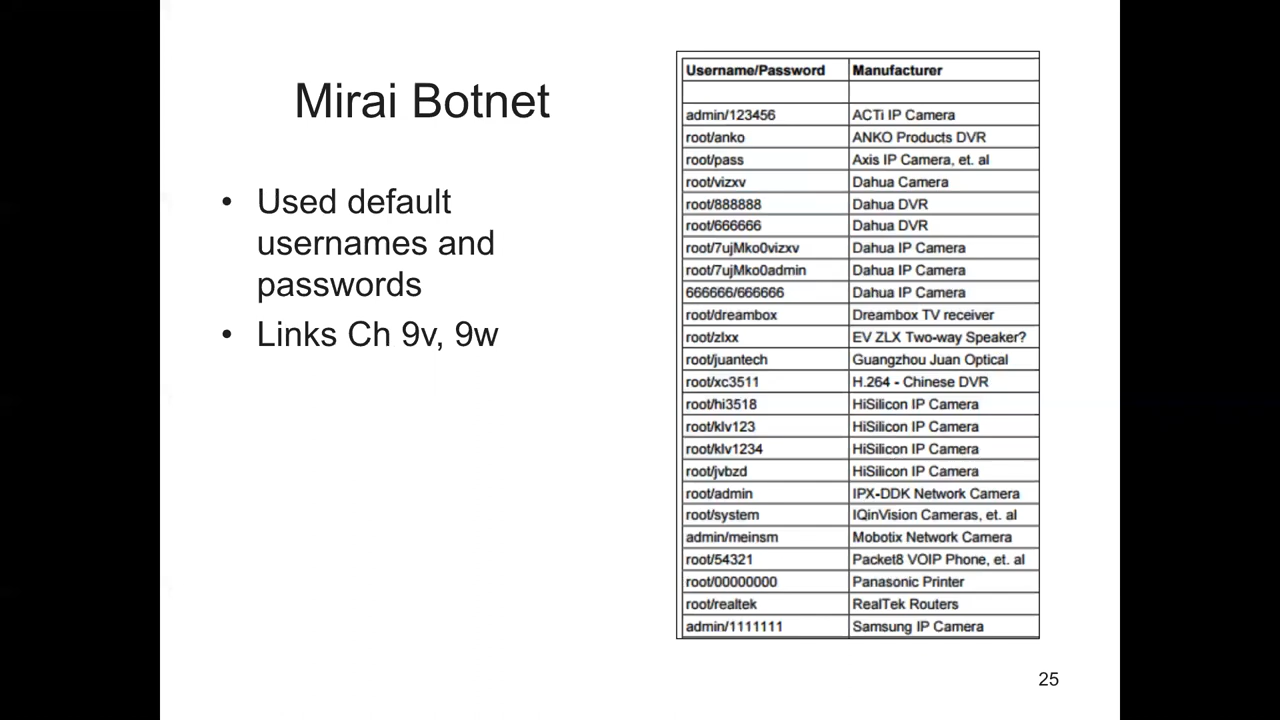 Mirai Botnet
• Used default
usernames and
passwords
• Links Ch 9v, 9w
Username/Password Manufacturer
admin/123456 ACTi IP Camera
root/anko ANKO Products DVR
root/pass Axis IP Camera, et. al
root/vizxv Dahua Camera
root/888888 Dahua DVR
root/666666 Dahua DVR
root/7ujMko0vizxv Dahua IP Camera
root/7ujMko0admin Dahua IP Camera
666666/666666 Dahua IP Camera
root/dreambox Dreambox TV receiver
root/zlxx EV ZLX Two-way Speaker?
root/juantech Guangzhou Juan Optical
root/xc3511 H.264 - Chinese DVR
root/hi3518 HiSilicon IP Camera
root/klv123 HiSilicon IP Camera
root/klv1234 HiSilicon IP Camera
root/jvbzd HiSilicon IP Camera
root/admin IPX-DDK Network Camera
root/system IQinVision Cameras, et. al
admin/meinsm Mobotix Network Camera
root/54321 Packet8 VOIP Phone, et. al
root/00000000 Panasonic Printer
root/realtek RealTek Routers
admin/1111111 Samsung IP Camera
25